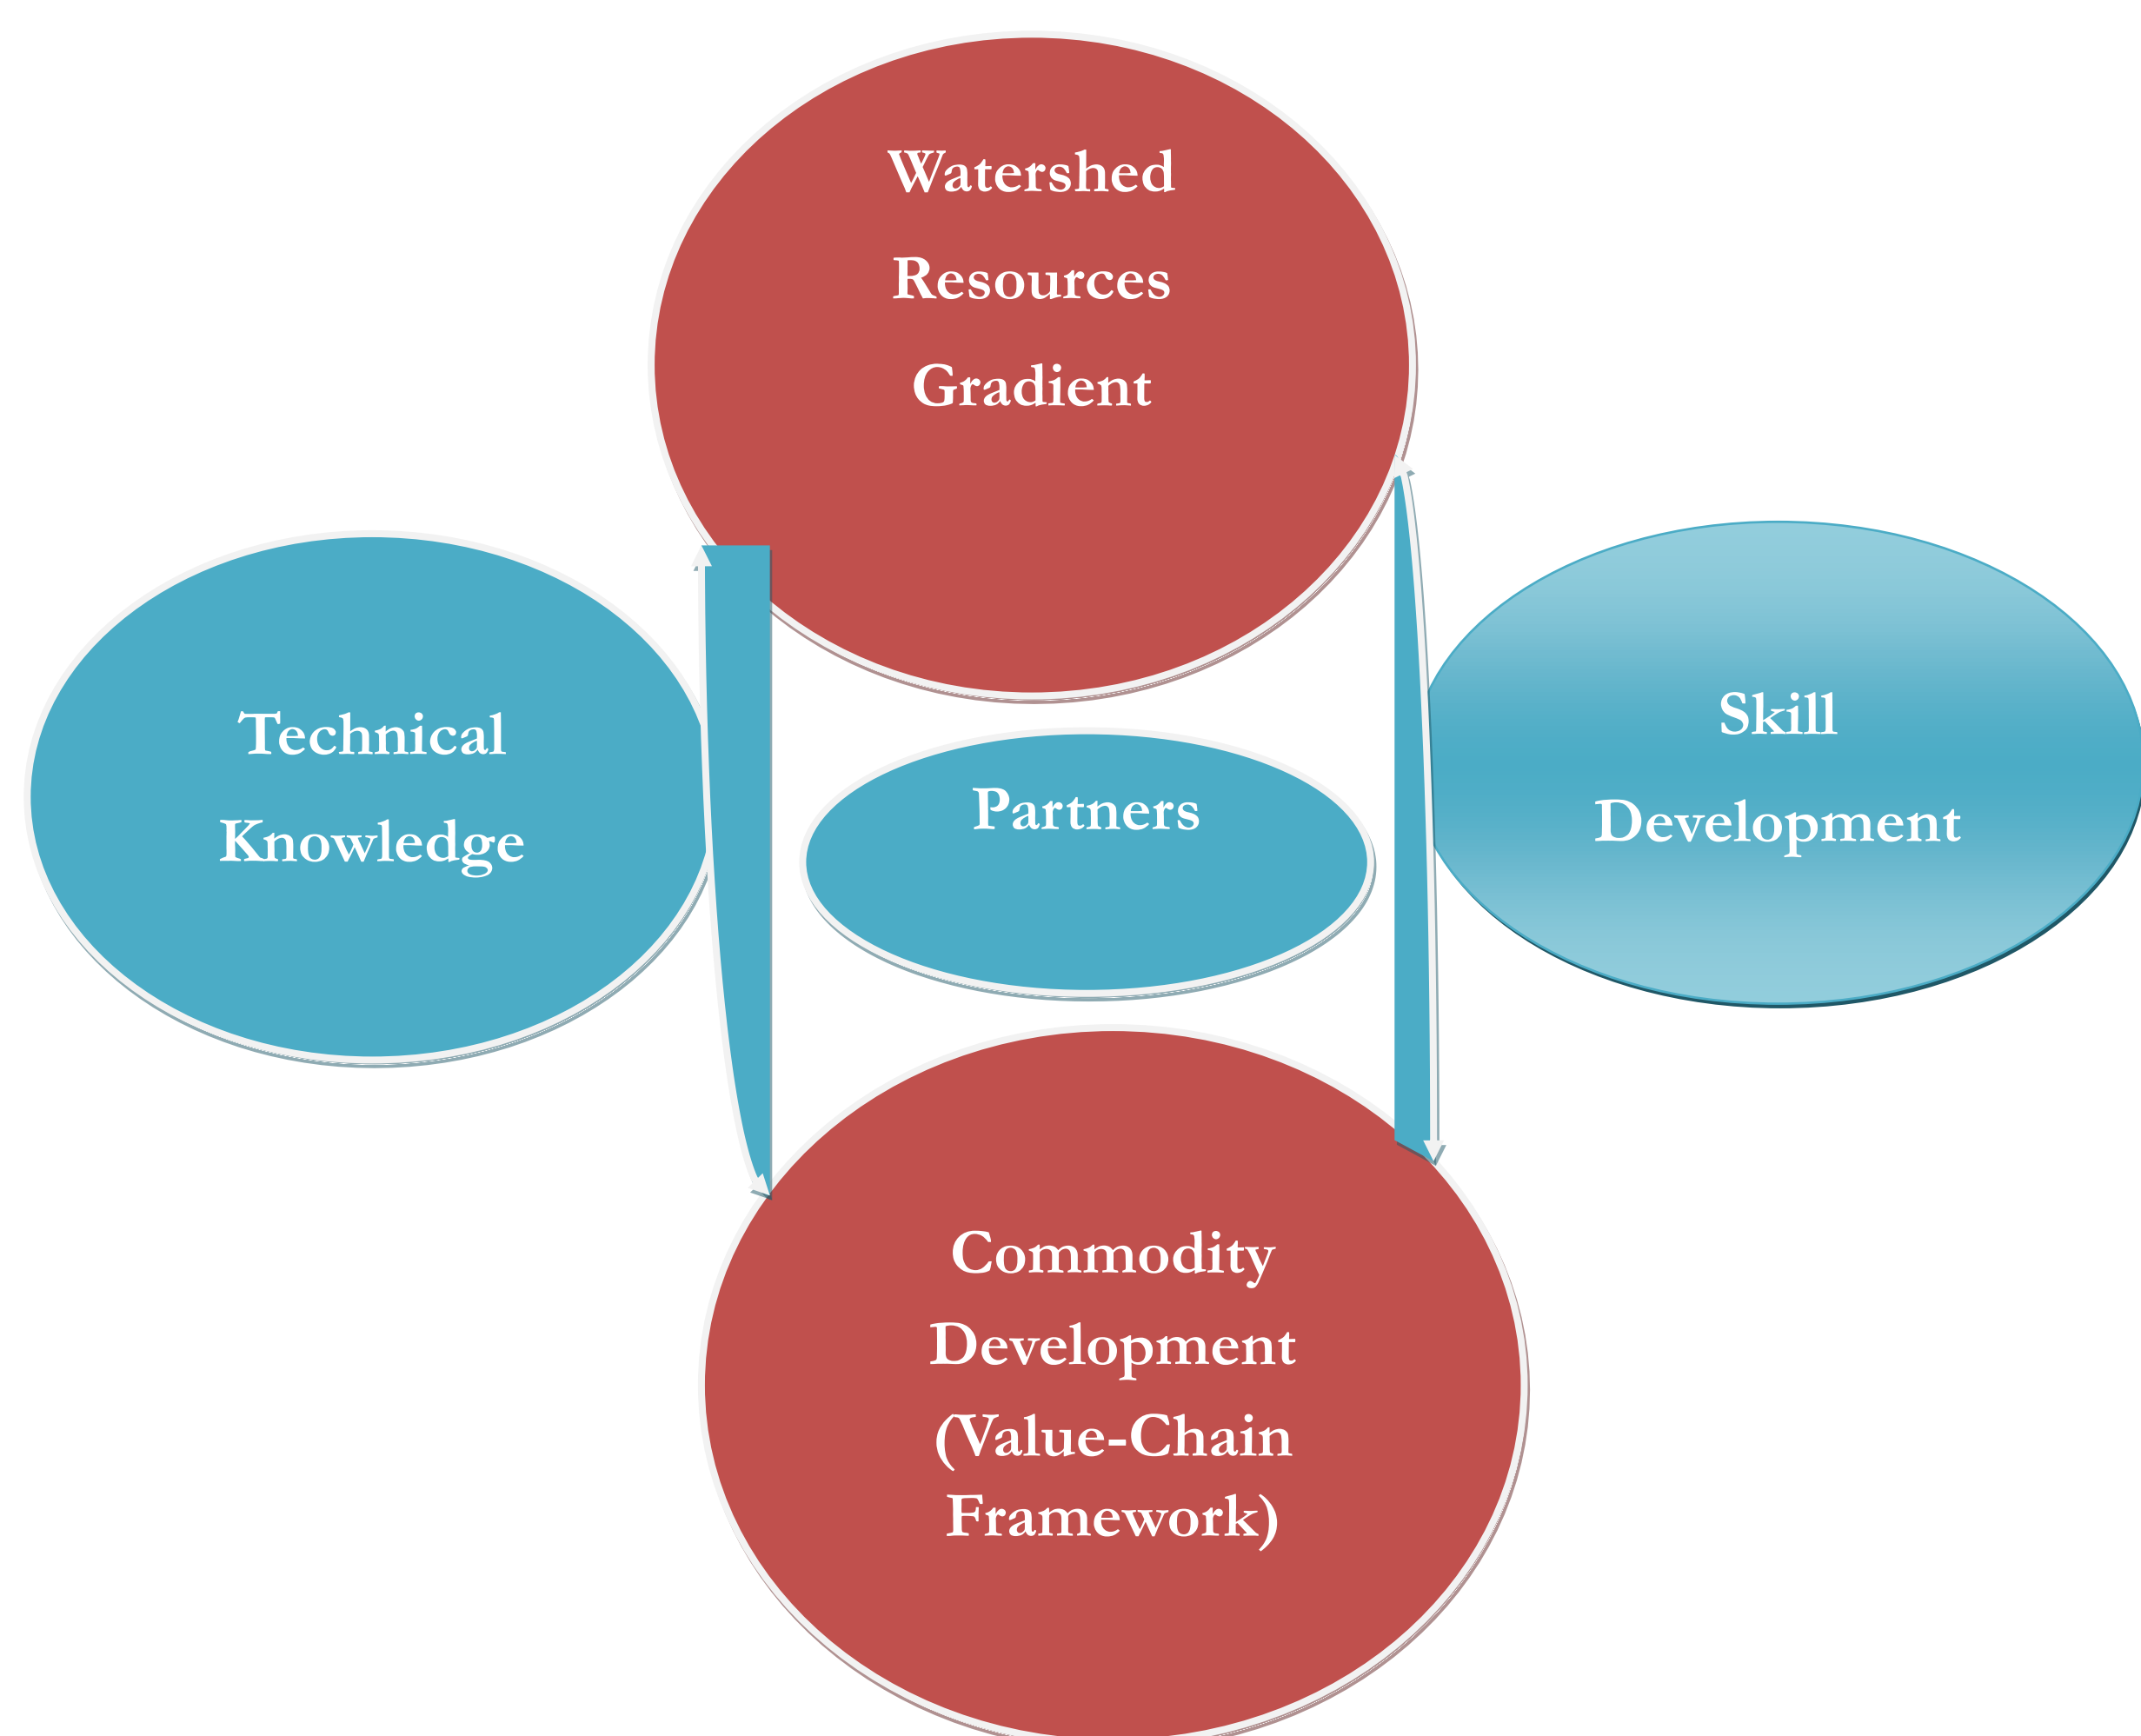 Watershed
Resources
Gradient
Technical
Knowledge
Partners
Skill
Development
Commodity
Development
(Value-Chain
Framework)